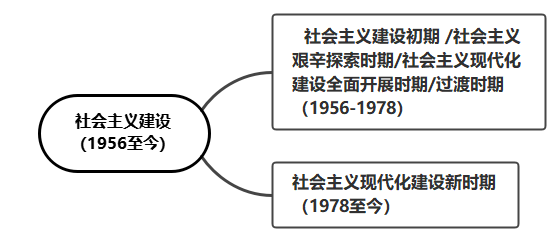 社会主义建设初期 /社会主义
艰辛探索时期/社会主义现代化
建设全面开展时期/过渡时期
（1956-1978）
社会主义建设
(1956至今)
社会主义现代化建设新时期
（1978至今）